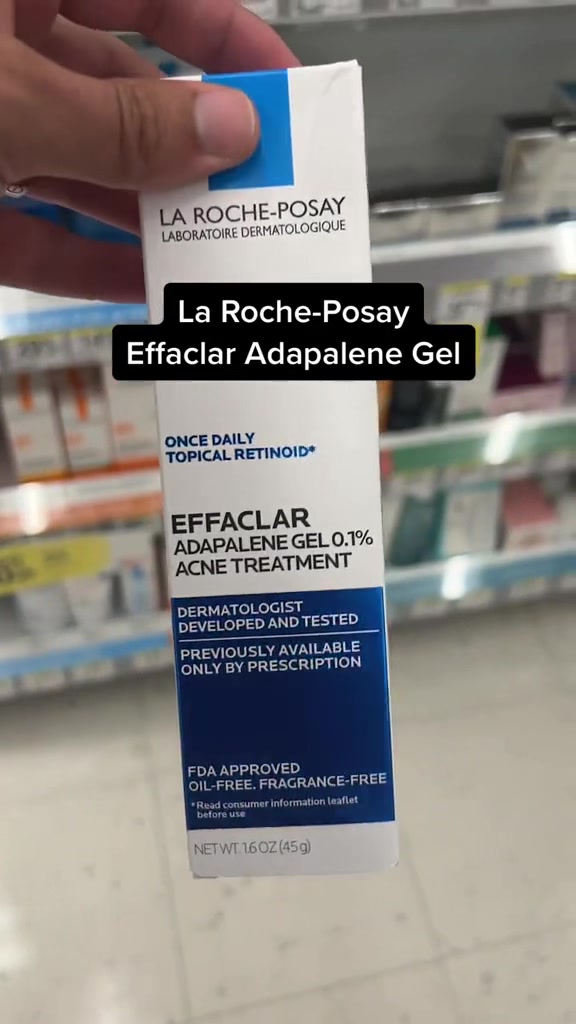 LA ROCHE-POSAY
LABORATOIRE DERMATOLOGIQUE
La Roche-Posay
Effaclar Adapalene Gel
ONCE DAILY
TOPICAL RETINOID*
EFFACLAR
ADAPALENE GEL 0.1%
ACNE TREATMENT
DERMATOLOGIST
DEVELOPED AND TESTED
PREVIOUSLY AVAILABLE
ONLY BY PRESCRIPTION
FDA APPROVED
OIL-FREE. FRAGRANCE-FREE
*Read consumer information leaflet
before use
NET WT. 1.6 OZ (45g)